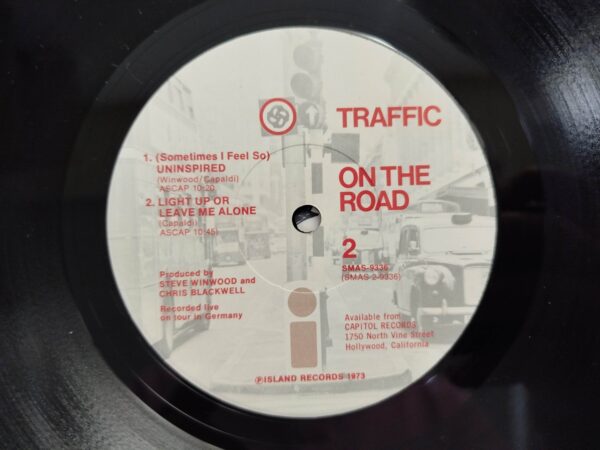 TRAFFIC
ON THE
ROAD
1. (Sometimes I Feel So)
UNINSPIRED
(Winwood/Capaldi)
ASCAP 10:20
2. LIGHT UP OR
LEAVE ME ALONE
(Capaldi)
ASCAP 10:45)
2
SMAS-9336
(SMAS-2-9336)
Produced by
STEVE WINWOOD and
CHRIS BLACKWELL
Recorded live
on tour in Germany
Available from
CAPITOL RECORDS
1750 North Vine Street
Hollywood, California
i
℗ISLAND RECORDS 1973